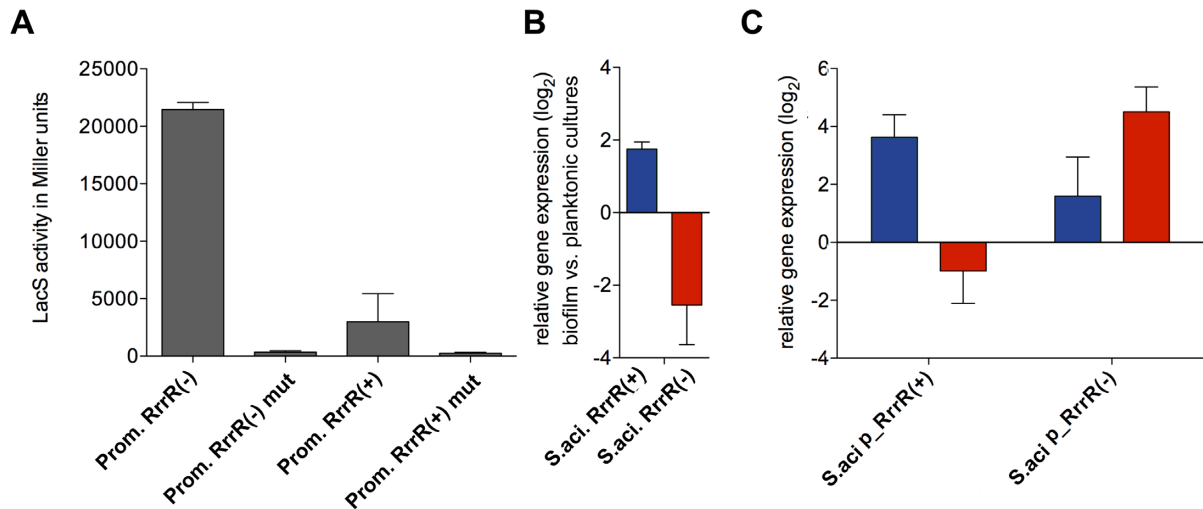 A
LacS activity in Miller units
25000
20000
15000
10000
5000
0
Prom. RrrR(-)
Prom. RrrR(-) mut
Prom. RrrR(+)
Prom. RrrR(+) mut
B
relative gene expression (log2)
biofilm vs. planktonic cultures
4
2
0
-2
-4
S.aci. RrrR(+)
S.aci. RrrR(-)
C
relative gene expression (log2)
6
4
2
0
-2
-4
S.aci p_RrrR(+)
S.aci p_RrrR(-)